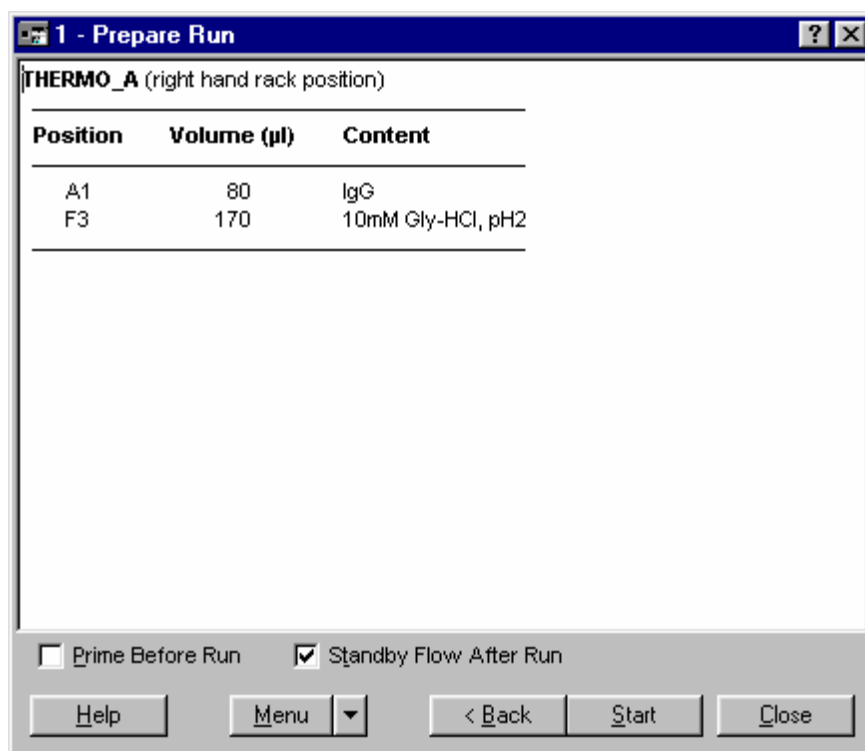 1 - Prepare Run
THERMO_A (right hand rack position)
Position Volume (µl) Content
A1 80 IgG
F3 170 10mM Gly-HCl, pH2
Prime Before Run Standby Flow After Run
Help Menu < Back Start Close